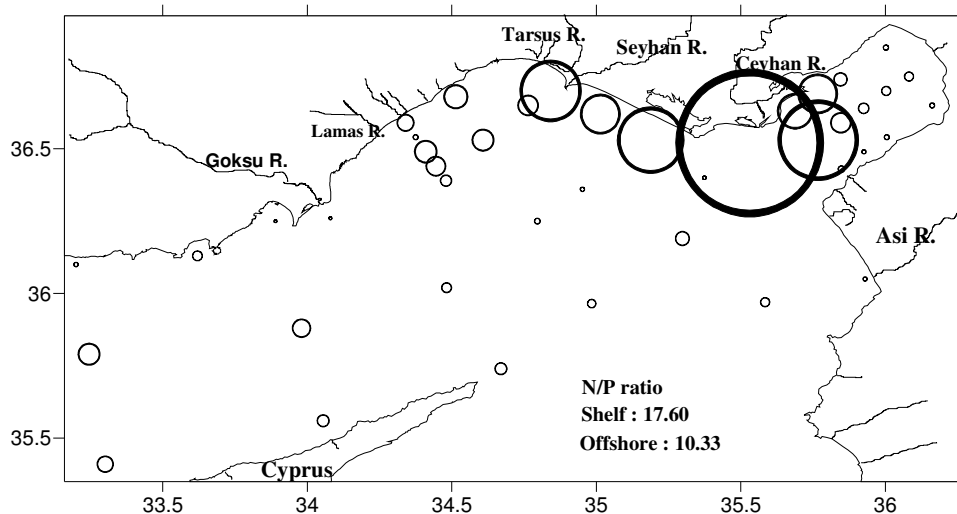 Tarsus R.
Seyhan R.
Ceyhan R.
Lamas R.
Goksu R.
Asi R.
36.5
36
35.5
N/P ratio
Shelf : 17.60
Offshore : 10.33
Cyprus
33.5 34 34.5 35 35.5 36